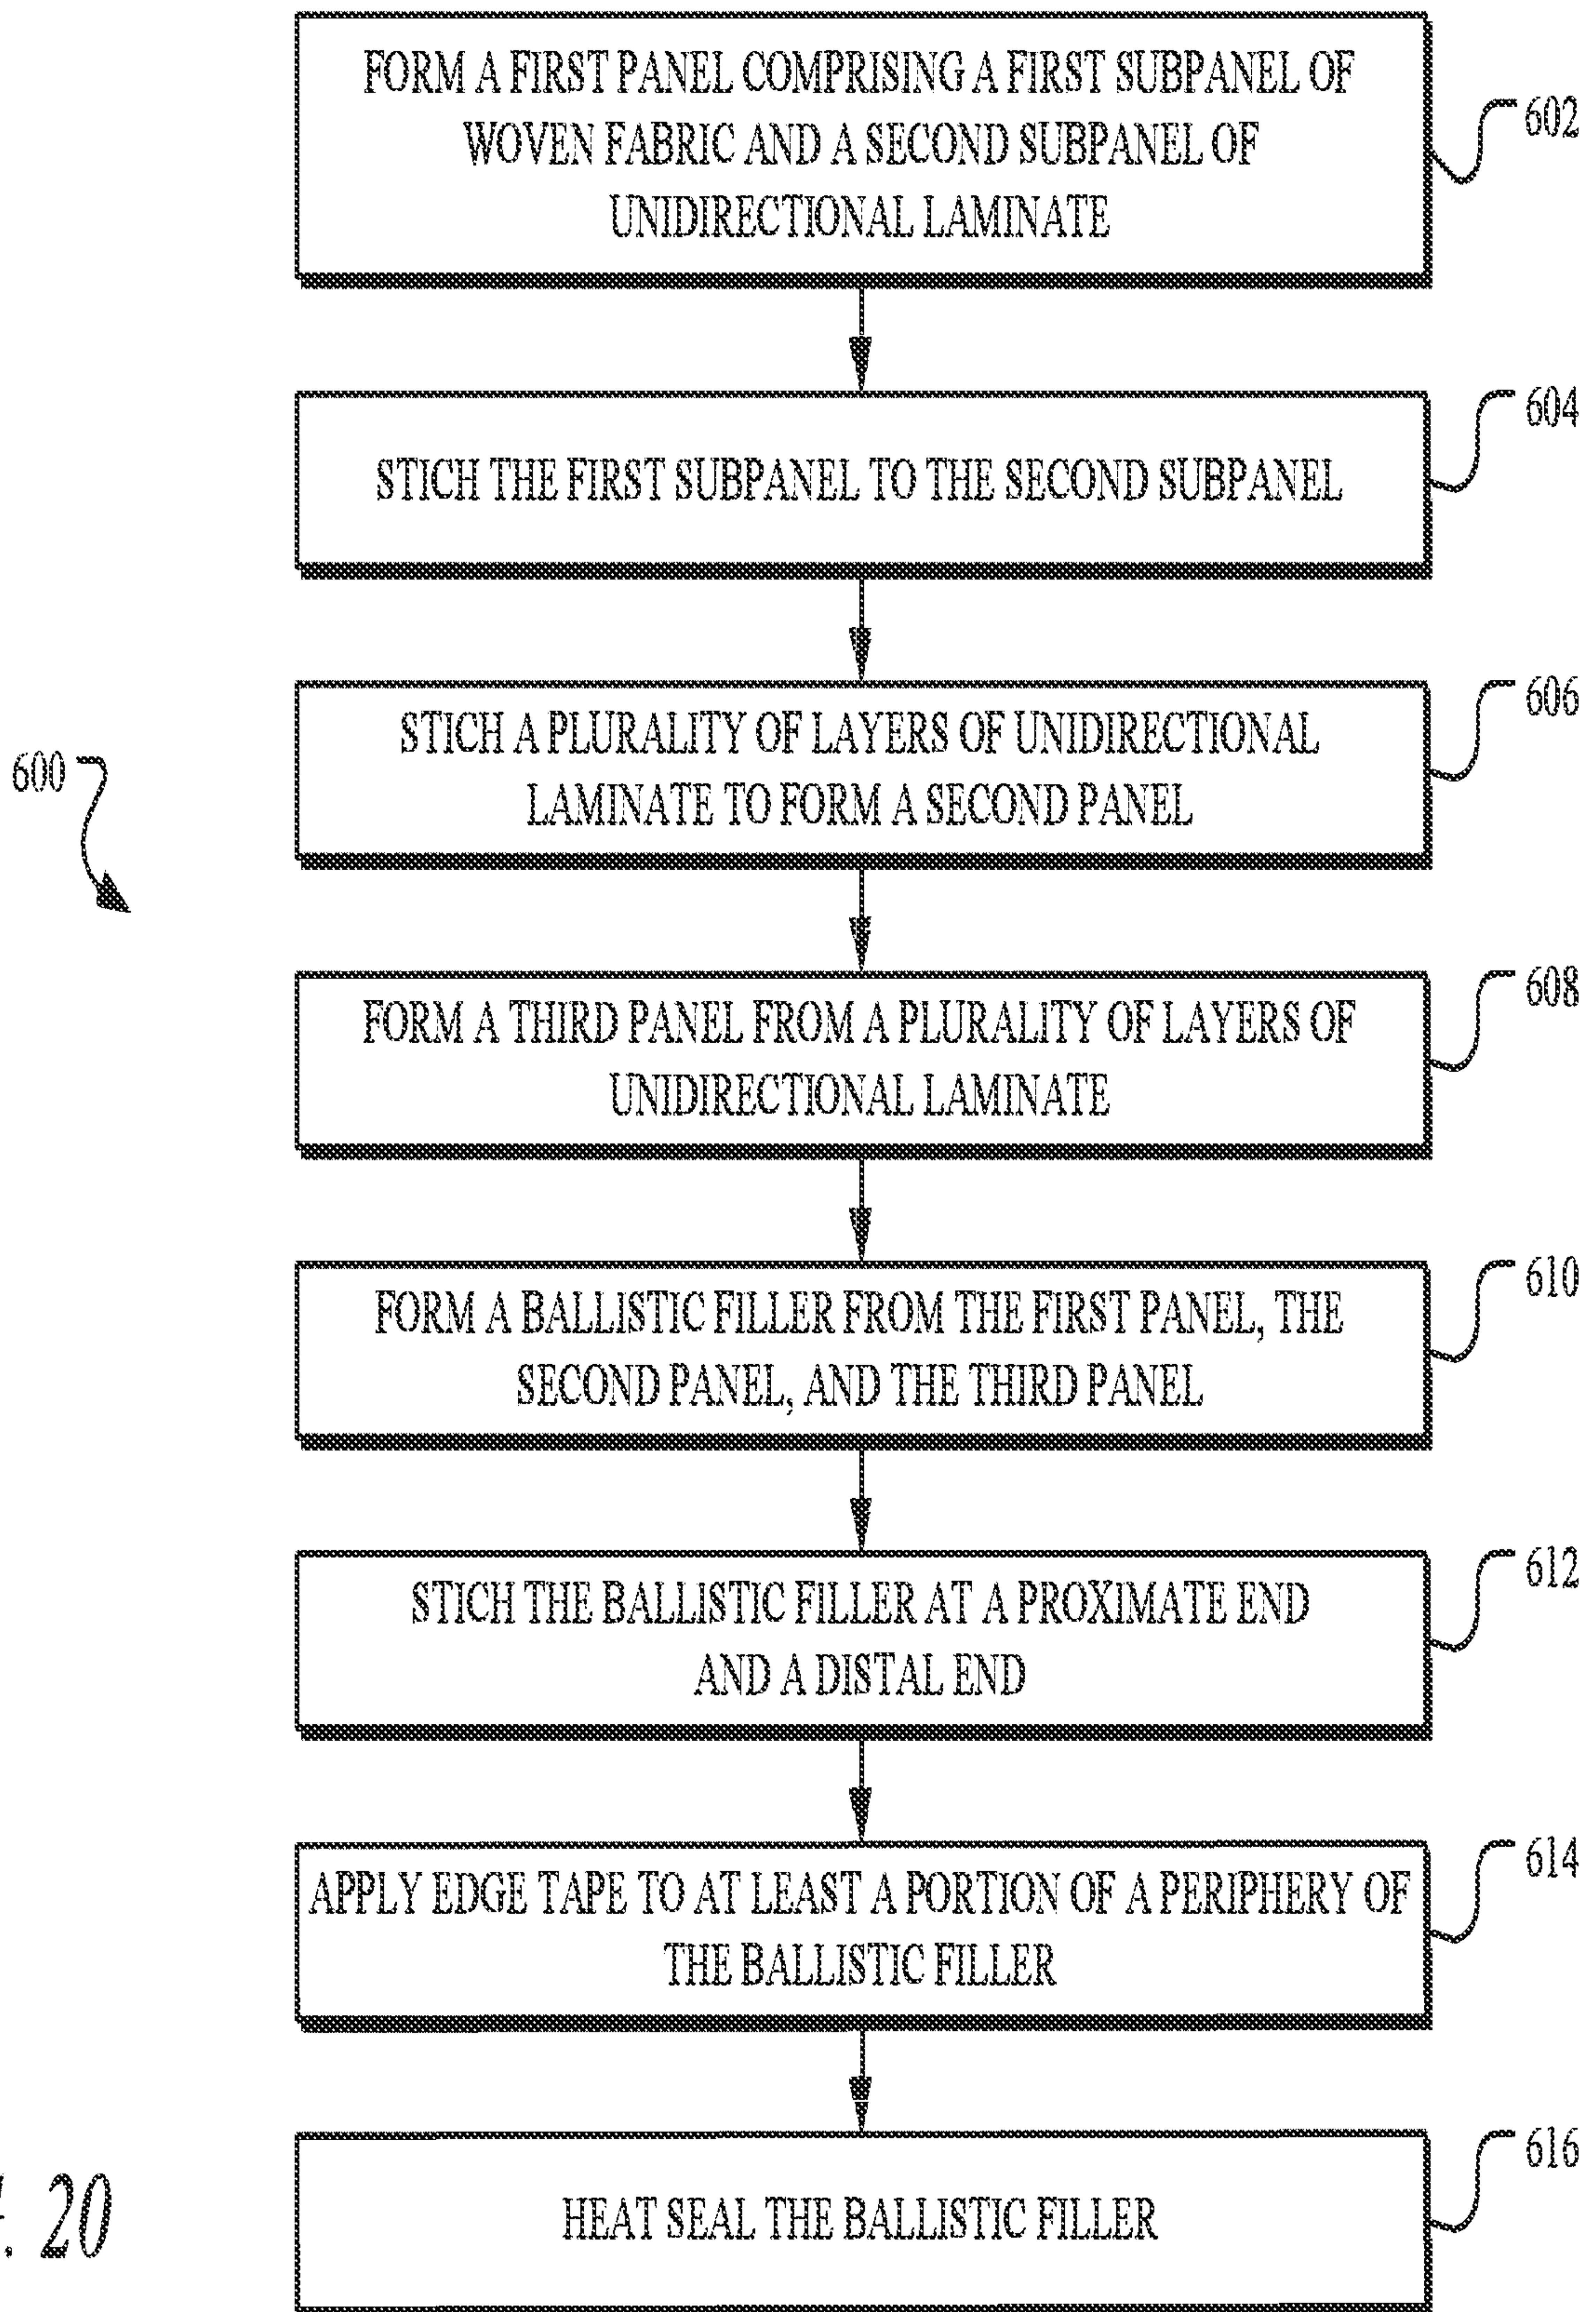 FORM A FIRST PANEL COMPRISING A FIRST SUBPANEL OF
WOVEN FABRIC AND A SECOND SUBPANEL OF
UNIDIRECTIONAL LAMINATE
602
STICH THE FIRST SUBPANEL TO THE SECOND SUBPANEL
604
STICH A PLURALITY OF LAYERS OF UNIDIRECTIONAL
LAMINATE TO FORM A SECOND PANEL
606
600
FORM A THIRD PANEL FROM A PLURALITY OF LAYERS OF
UNIDIRECTIONAL LAMINATE
608
FORM A BALLISTIC FILLER FROM THE FIRST PANEL, THE
SECOND PANEL, AND THE THIRD PANEL
610
STICH THE BALLISTIC FILLER AT A PROXIMATE END
AND A DISTAL END
612
APPLY EDGE TAPE TO AT LEAST A PORTION OF A PERIPHERY OF
THE BALLISTIC FILLER
614
HEAT SEAL THE BALLISTIC FILLER
616
20